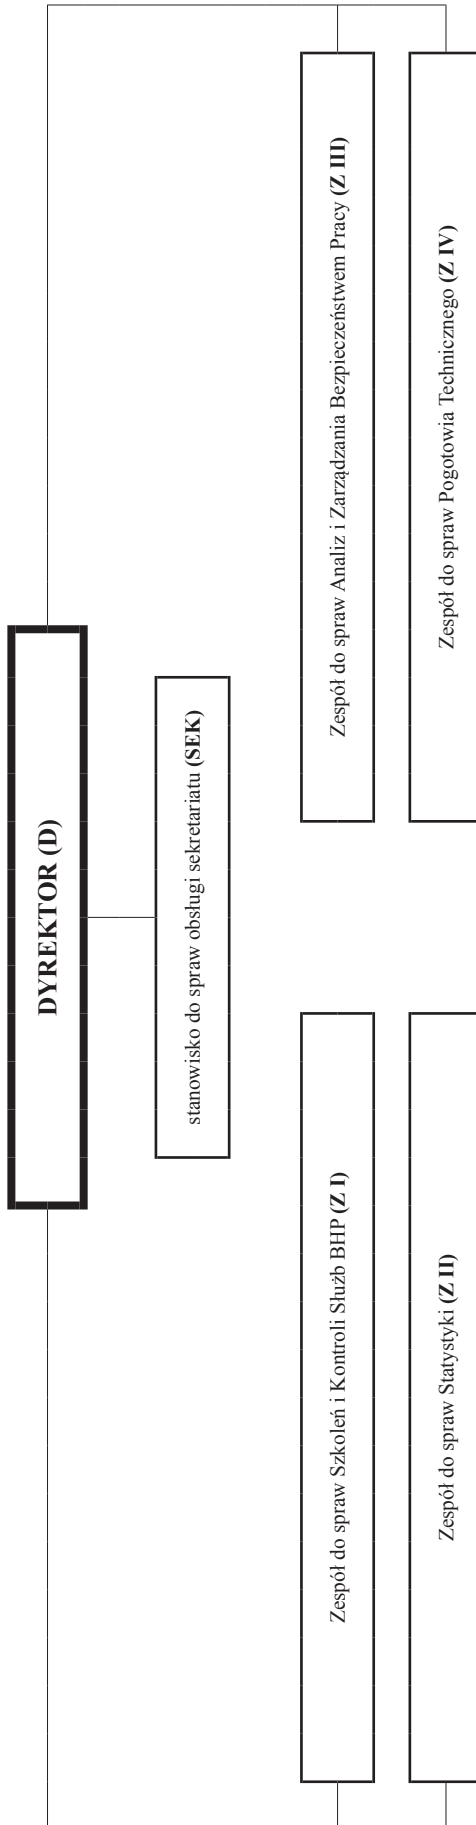 DYREKTOR (D)
stanowisko do spraw obsługi sekretariatu (SEK)
Zespół do spraw Szkoleń i Kontroli Służb BHP (Z I)
Zespół do spraw Analiz i Zarządzania Bezpieczeństwem Pracy (Z III)
Zespół do spraw Statystyki (Z II)
Zespół do spraw Pogotowia Technicznego (Z IV)